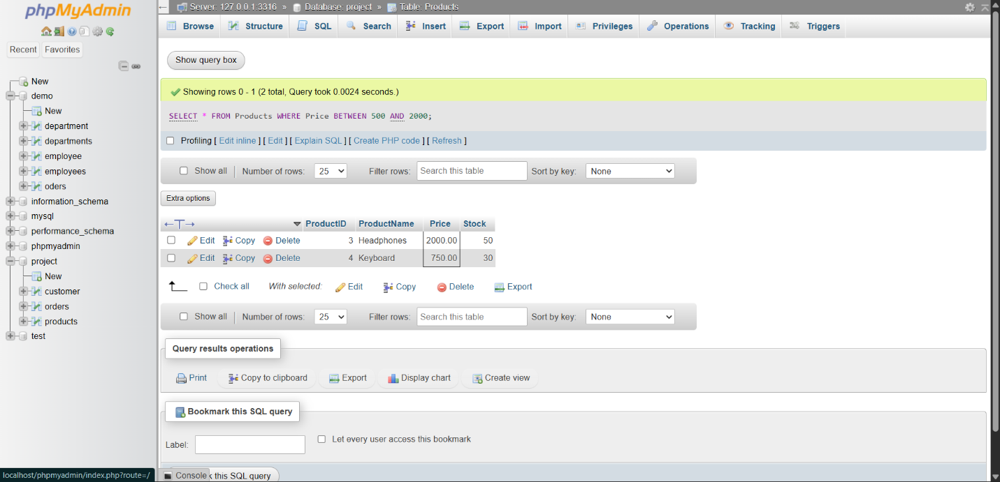 phpMyAdmin
Recent Favorites
New
demo
New
department
departments
employee
employees
oders
information_schema
mysql
performance_schema
phpmyadmin
project
New
customer
orders
products
test
localhost/phpmyadmin/index.php?route=/
Server: 127.0.0.1:3316 » Database: project » Table: Products
Browse Structure SQL Search Insert Export Import Privileges Operations Tracking Triggers
Show query box
Showing rows 0 - 1 (2 total, Query took 0.0024 seconds.)
SELECT * FROM Products WHERE Price BETWEEN 500 AND 2000;
Profiling [ Edit inline ] [ Edit ] [ Explain SQL ] [ Create PHP code ] [ Refresh ]
Show all Number of rows: 25 Filter rows: Search this table Sort by key: None
Extra options
ProductID ProductName Price Stock
Edit Copy Delete 3 Headphones 2000.00 50
Edit Copy Delete 4 Keyboard 750.00 30
Check all With selected: Edit Copy Delete Export
Show all Number of rows: 25 Filter rows: Search this table Sort by key: None
Query results operations
Print Copy to clipboard Export Display chart Create view
Bookmark this SQL query
Label: Let every user access this bookmark
Console k this SQL query